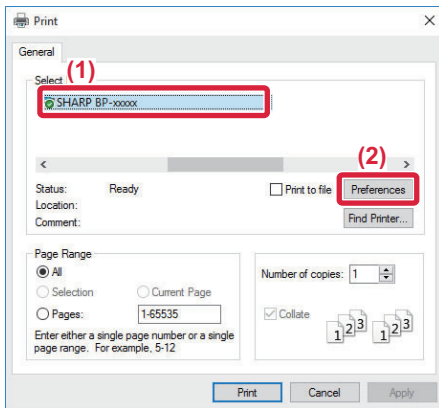 Print
General
(1)
Select
SHARP BP-xxxxx
(2)
Status: Ready
Print to file
Preferences
Location:
Comment:
Find Printer...
Page Range
All
Selection
Current Page
Pages:
1-65535
Enter either a single page number or a single
page range. For example, 5-12
Number of copies: 1
Collate
1 2 3 1 2 3
Print
Cancel
Apply